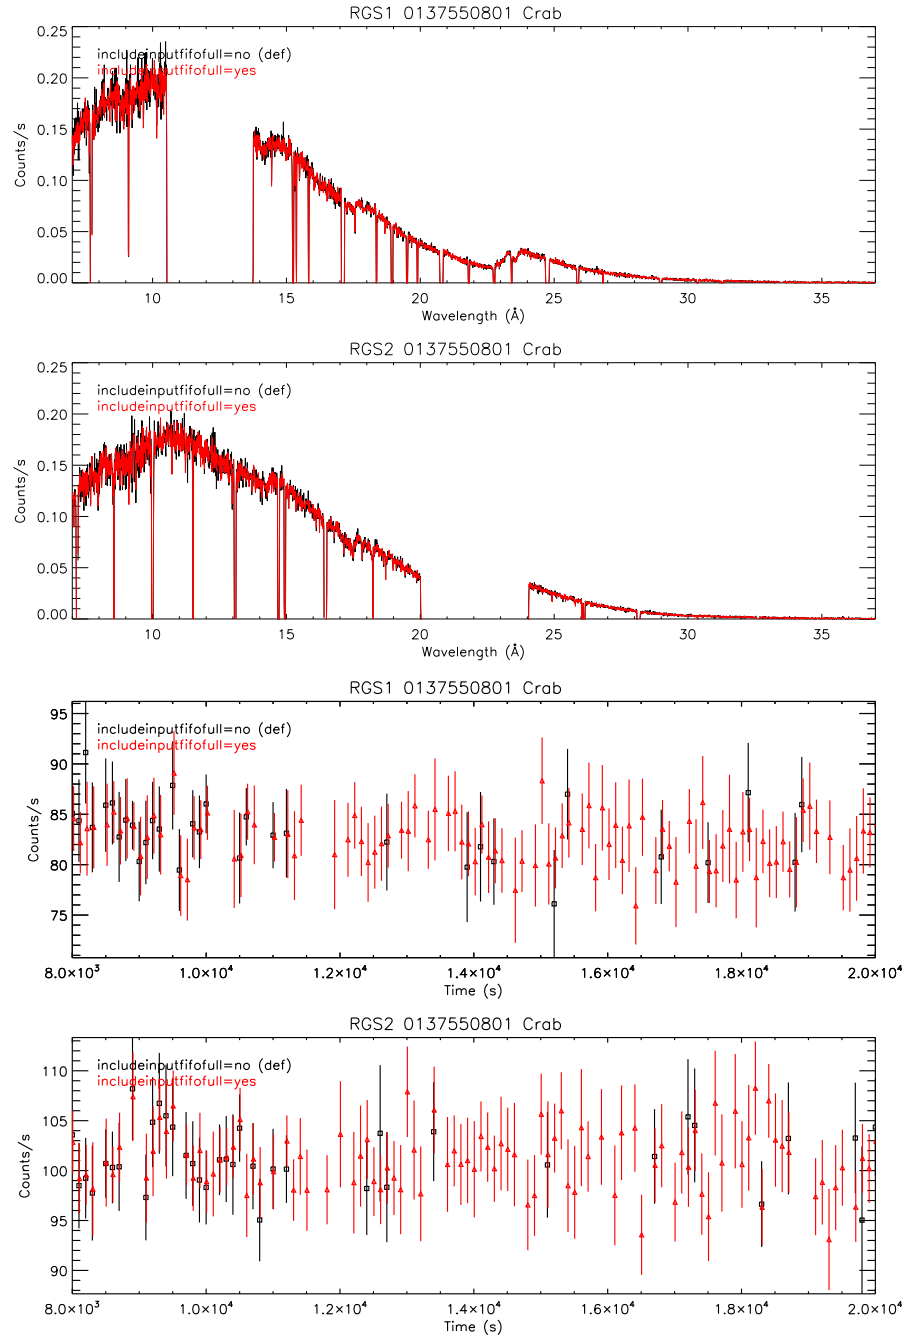 RGS1 0137550801 Crab
0.25
includeinputfifofull=no (def)
includeinputfifofull=yes
0.20
0.15
0.10
0.05
0.00
Counts/s
10 15 20 25 30 35
Wavelength (Å)
RGS2 0137550801 Crab
0.25
includeinputfifofull=no (def)
includeinputfifofull=yes
0.20
0.15
0.10
0.05
0.00
Counts/s
10 15 20 25 30 35
Wavelength (Å)
RGS1 0137550801 Crab
95
includeinputfifofull=no (def)
includeinputfifofull=yes
90
85
80
75
Counts/s
8.0×10³ 1.0×10⁴ 1.2×10⁴ 1.4×10⁴ 1.6×10⁴ 1.8×10⁴ 2.0×10⁴
Time (s)
RGS2 0137550801 Crab
110
includeinputfifofull=no (def)
includeinputfifofull=yes
105
100
95
90
Counts/s
8.0×10³ 1.0×10⁴ 1.2×10⁴ 1.4×10⁴ 1.6×10⁴ 1.8×10⁴ 2.0×10⁴
Time (s)